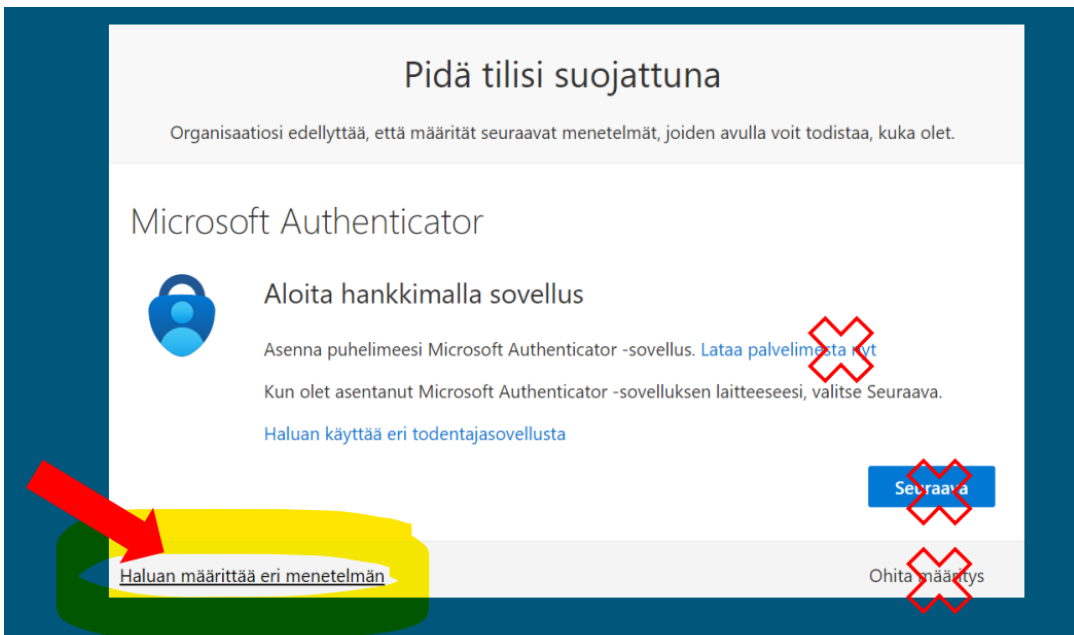 Pidä tilisi suojattuna
Organisaatiosi edellyttää, että määrität seuraavat menetelmät, joiden avulla voit todistaa, kuka olet.
Microsoft Authenticator
Aloita hankkimalla sovellus
Asenna puhelimeesi Microsoft Authenticator -sovellus. Lataa palvelimesta nyt
Kun olet asentanut Microsoft Authenticator -sovelluksen laitteeseesi, valitse Seuraava.
Haluan käyttää eri todentajasovellusta
Seuraava
Haluan määrittää eri menetelmän
Ohita määritys